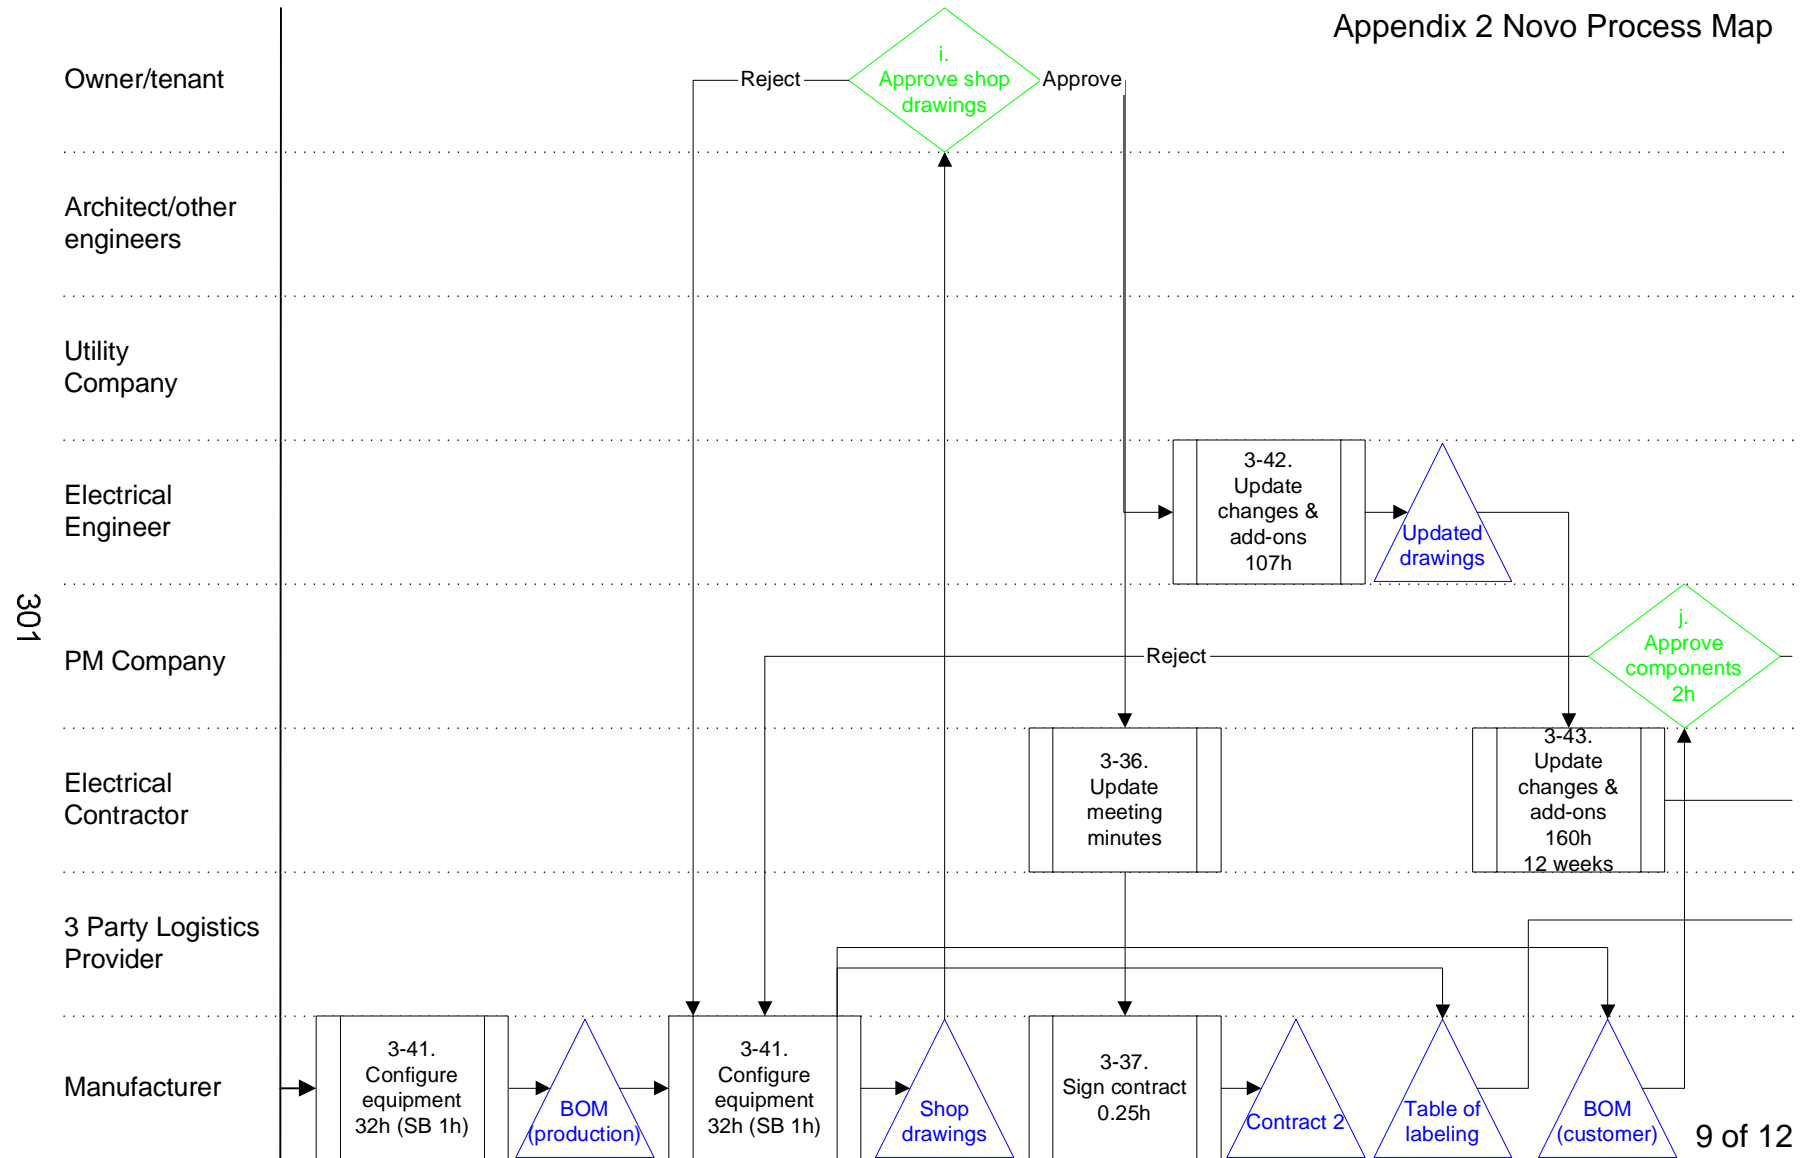 Appendix 2 Novo Process Map
Owner/tenant
Reject
i.
Approve shop
drawings
Approve
Architect/other
engineers
Utility
Company
Electrical
Engineer
3-42.
Update
changes &
add-ons
107h
Updated
drawings
301
PM Company
Reject
j.
Approve
components
2h
Electrical
Contractor
3-36.
Update
meeting
minutes
3-43.
Update
changes &
add-ons
160h
12 weeks
3 Party Logistics
Provider
Manufacturer
3-41.
Configure
equipment
32h (SB 1h)
BOM
(production)
3-41.
Configure
equipment
32h (SB 1h)
Shop
drawings
3-37.
Sign contract
0.25h
Contract 2
Table of
labeling
BOM
(customer)
9 of 12